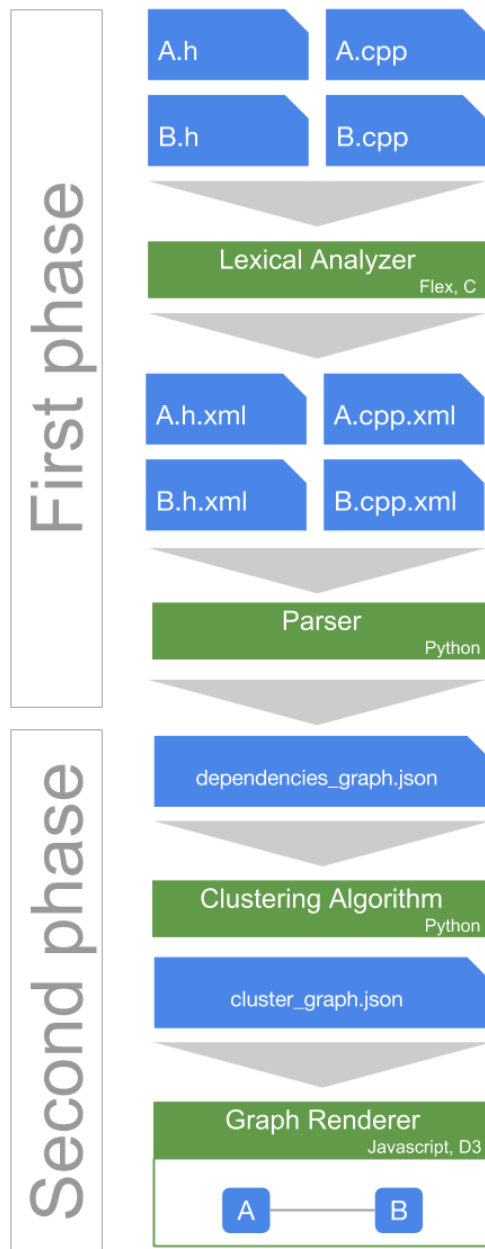 First phase
A.h
A.cpp
B.h
B.cpp
Lexical Analyzer
Flex, C
A.h.xml
A.cpp.xml
B.h.xml
B.cpp.xml
Parser
Python
Second phase
dependencies_graph.json
Clustering Algorithm
Python
cluster_graph.json
Graph Renderer
Javascript, D3
A
B